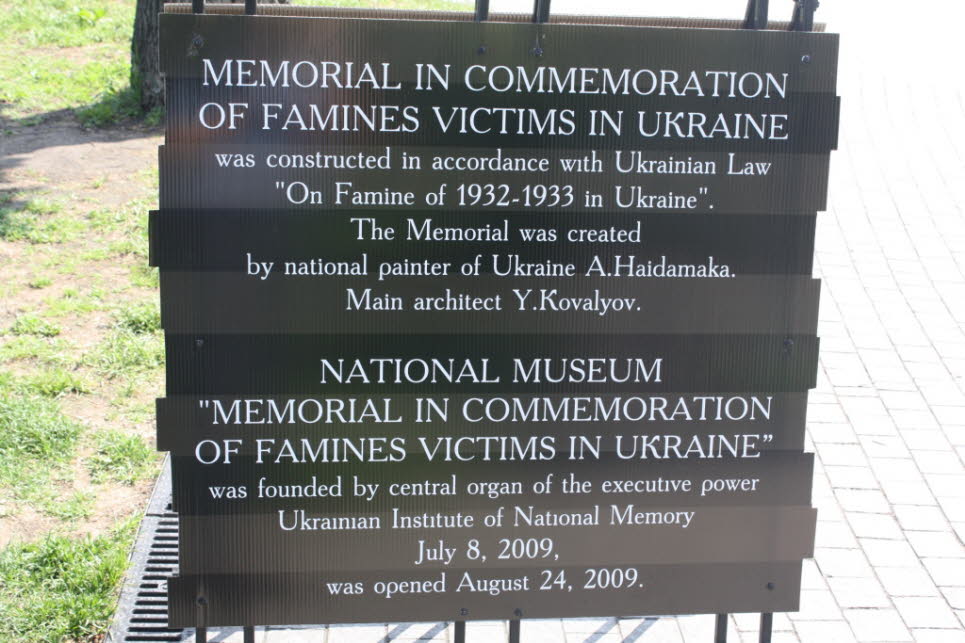 MEMORIAL IN COMMEMORATION
OF FAMINES VICTIMS IN UKRAINE
was constructed in accordance with Ukrainian Law
"On Famine of 1932-1933 in Ukraine".
The Memorial was created
by national painter of Ukraine A.Haidamaka.
Main architect Y.Kovalyov.
NATIONAL MUSEUM
"MEMORIAL IN COMMEMORATION
OF FAMINES VICTIMS IN UKRAINE”
was founded by central organ of the executive power
Ukrainian Institute of National Memory
July 8, 2009,
was opened August 24, 2009.